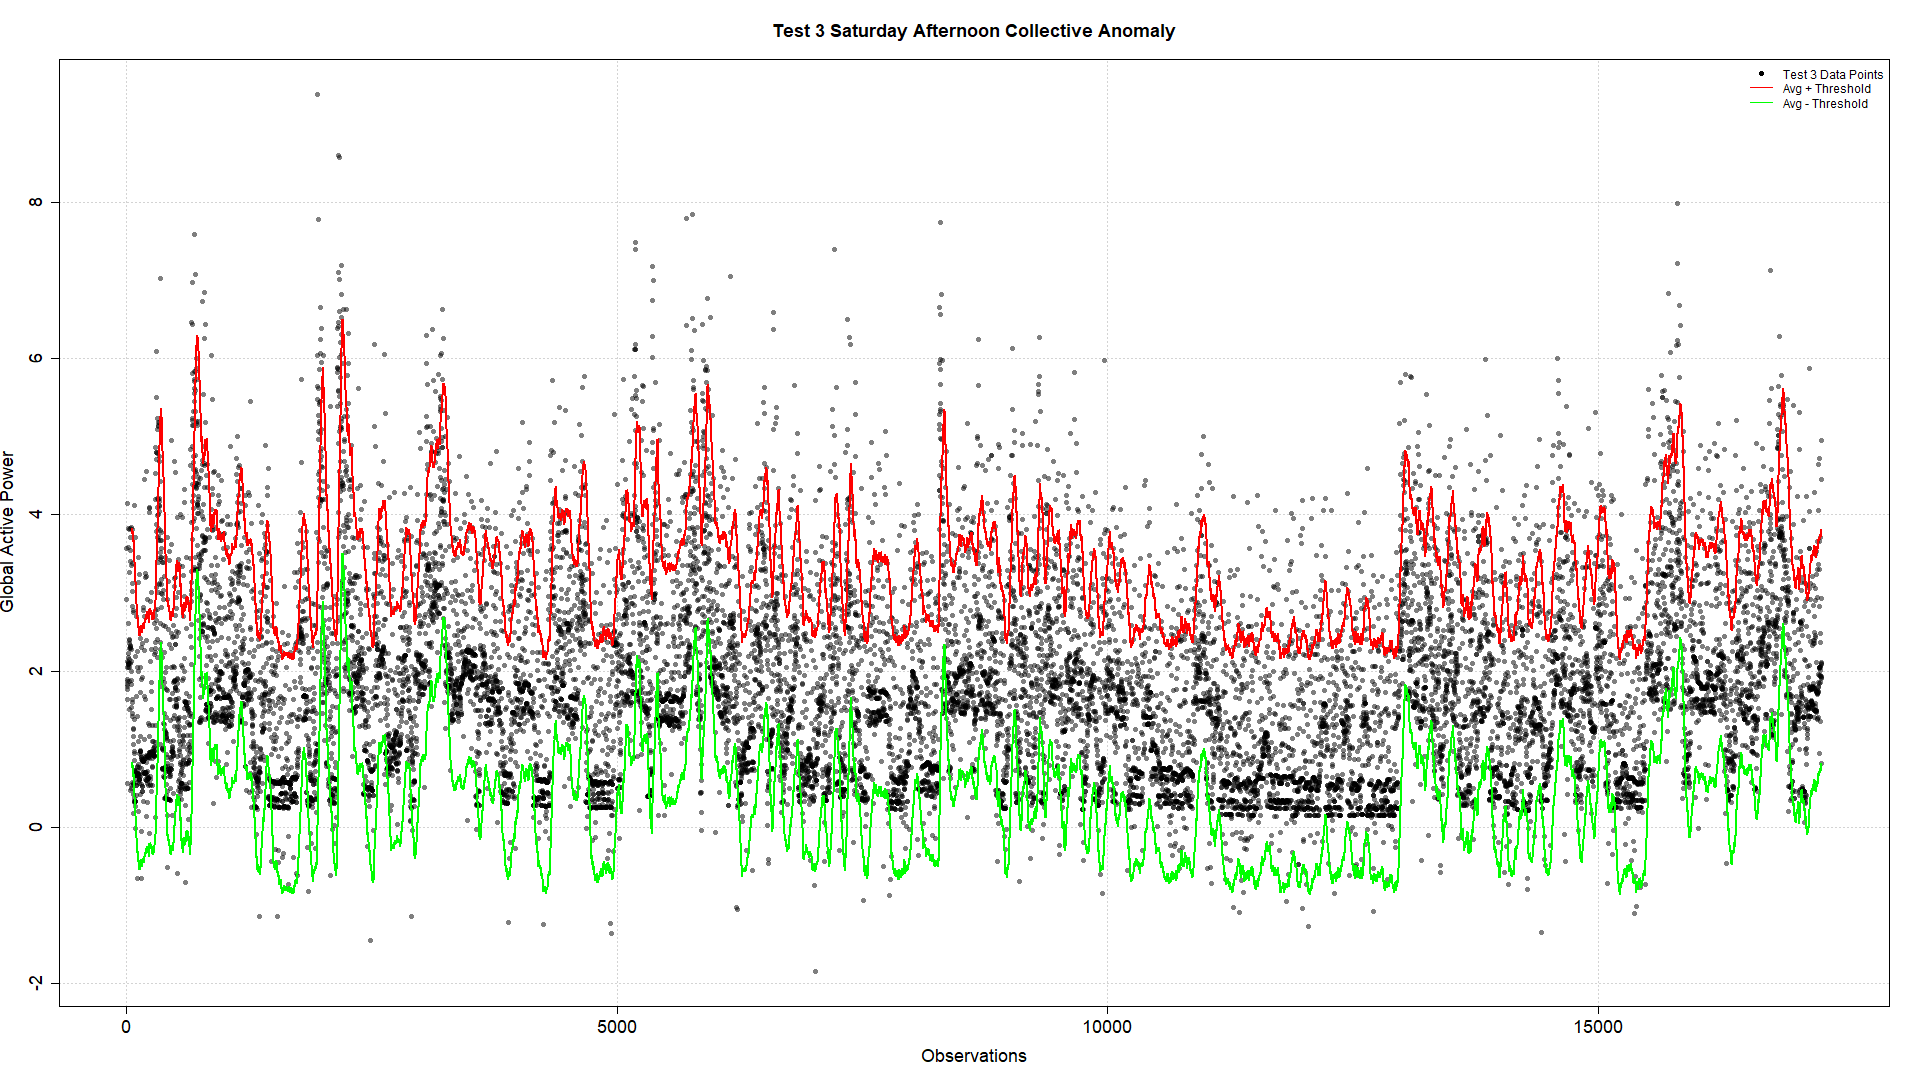 Test 3 Saturday Afternoon Collective Anomaly
Test 3 Data Points
Avg + Threshold
Avg - Threshold
Global Active Power
8
6
4
2
0
-2
0 5000 10000 15000
Observations